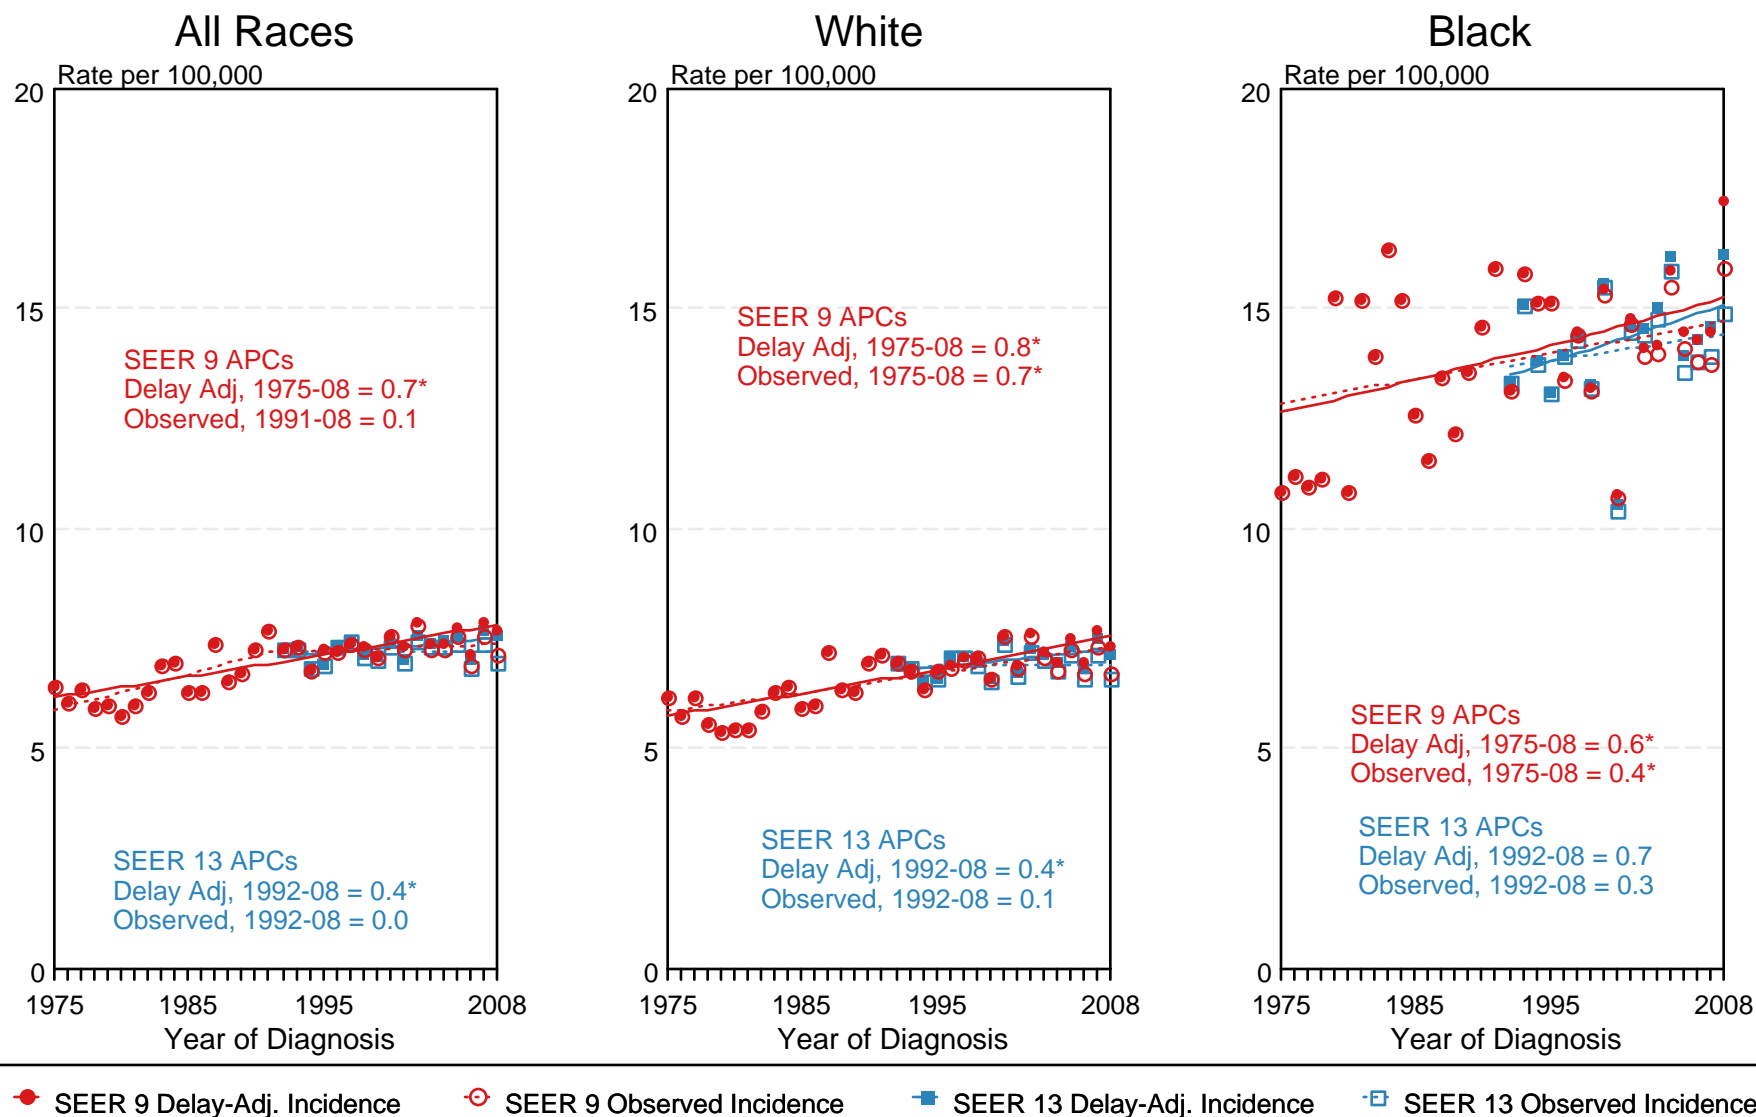 All Races
White
Black
Rate per 100,000
Rate per 100,000
Rate per 100,000
20
15
10
5
0
SEER 9 APCs
Delay Adj, 1975-08 = 0.7*
Observed, 1991-08 = 0.1
SEER 13 APCs
Delay Adj, 1992-08 = 0.4*
Observed, 1992-08 = 0.0
1975
1985
1995
2008
Year of Diagnosis
20
15
10
5
0
SEER 9 APCs
Delay Adj, 1975-08 = 0.8*
Observed, 1975-08 = 0.7*
SEER 13 APCs
Delay Adj, 1992-08 = 0.4*
Observed, 1992-08 = 0.1
1975
1985
1995
2008
Year of Diagnosis
20
15
10
5
0
SEER 9 APCs
Delay Adj, 1975-08 = 0.6*
Observed, 1975-08 = 0.4*
SEER 13 APCs
Delay Adj, 1992-08 = 0.7
Observed, 1992-08 = 0.3
1975
1985
1995
2008
Year of Diagnosis
SEER 9 Delay-Adj. Incidence
SEER 9 Observed Incidence
SEER 13 Delay-Adj. Incidence
SEER 13 Observed Incidence